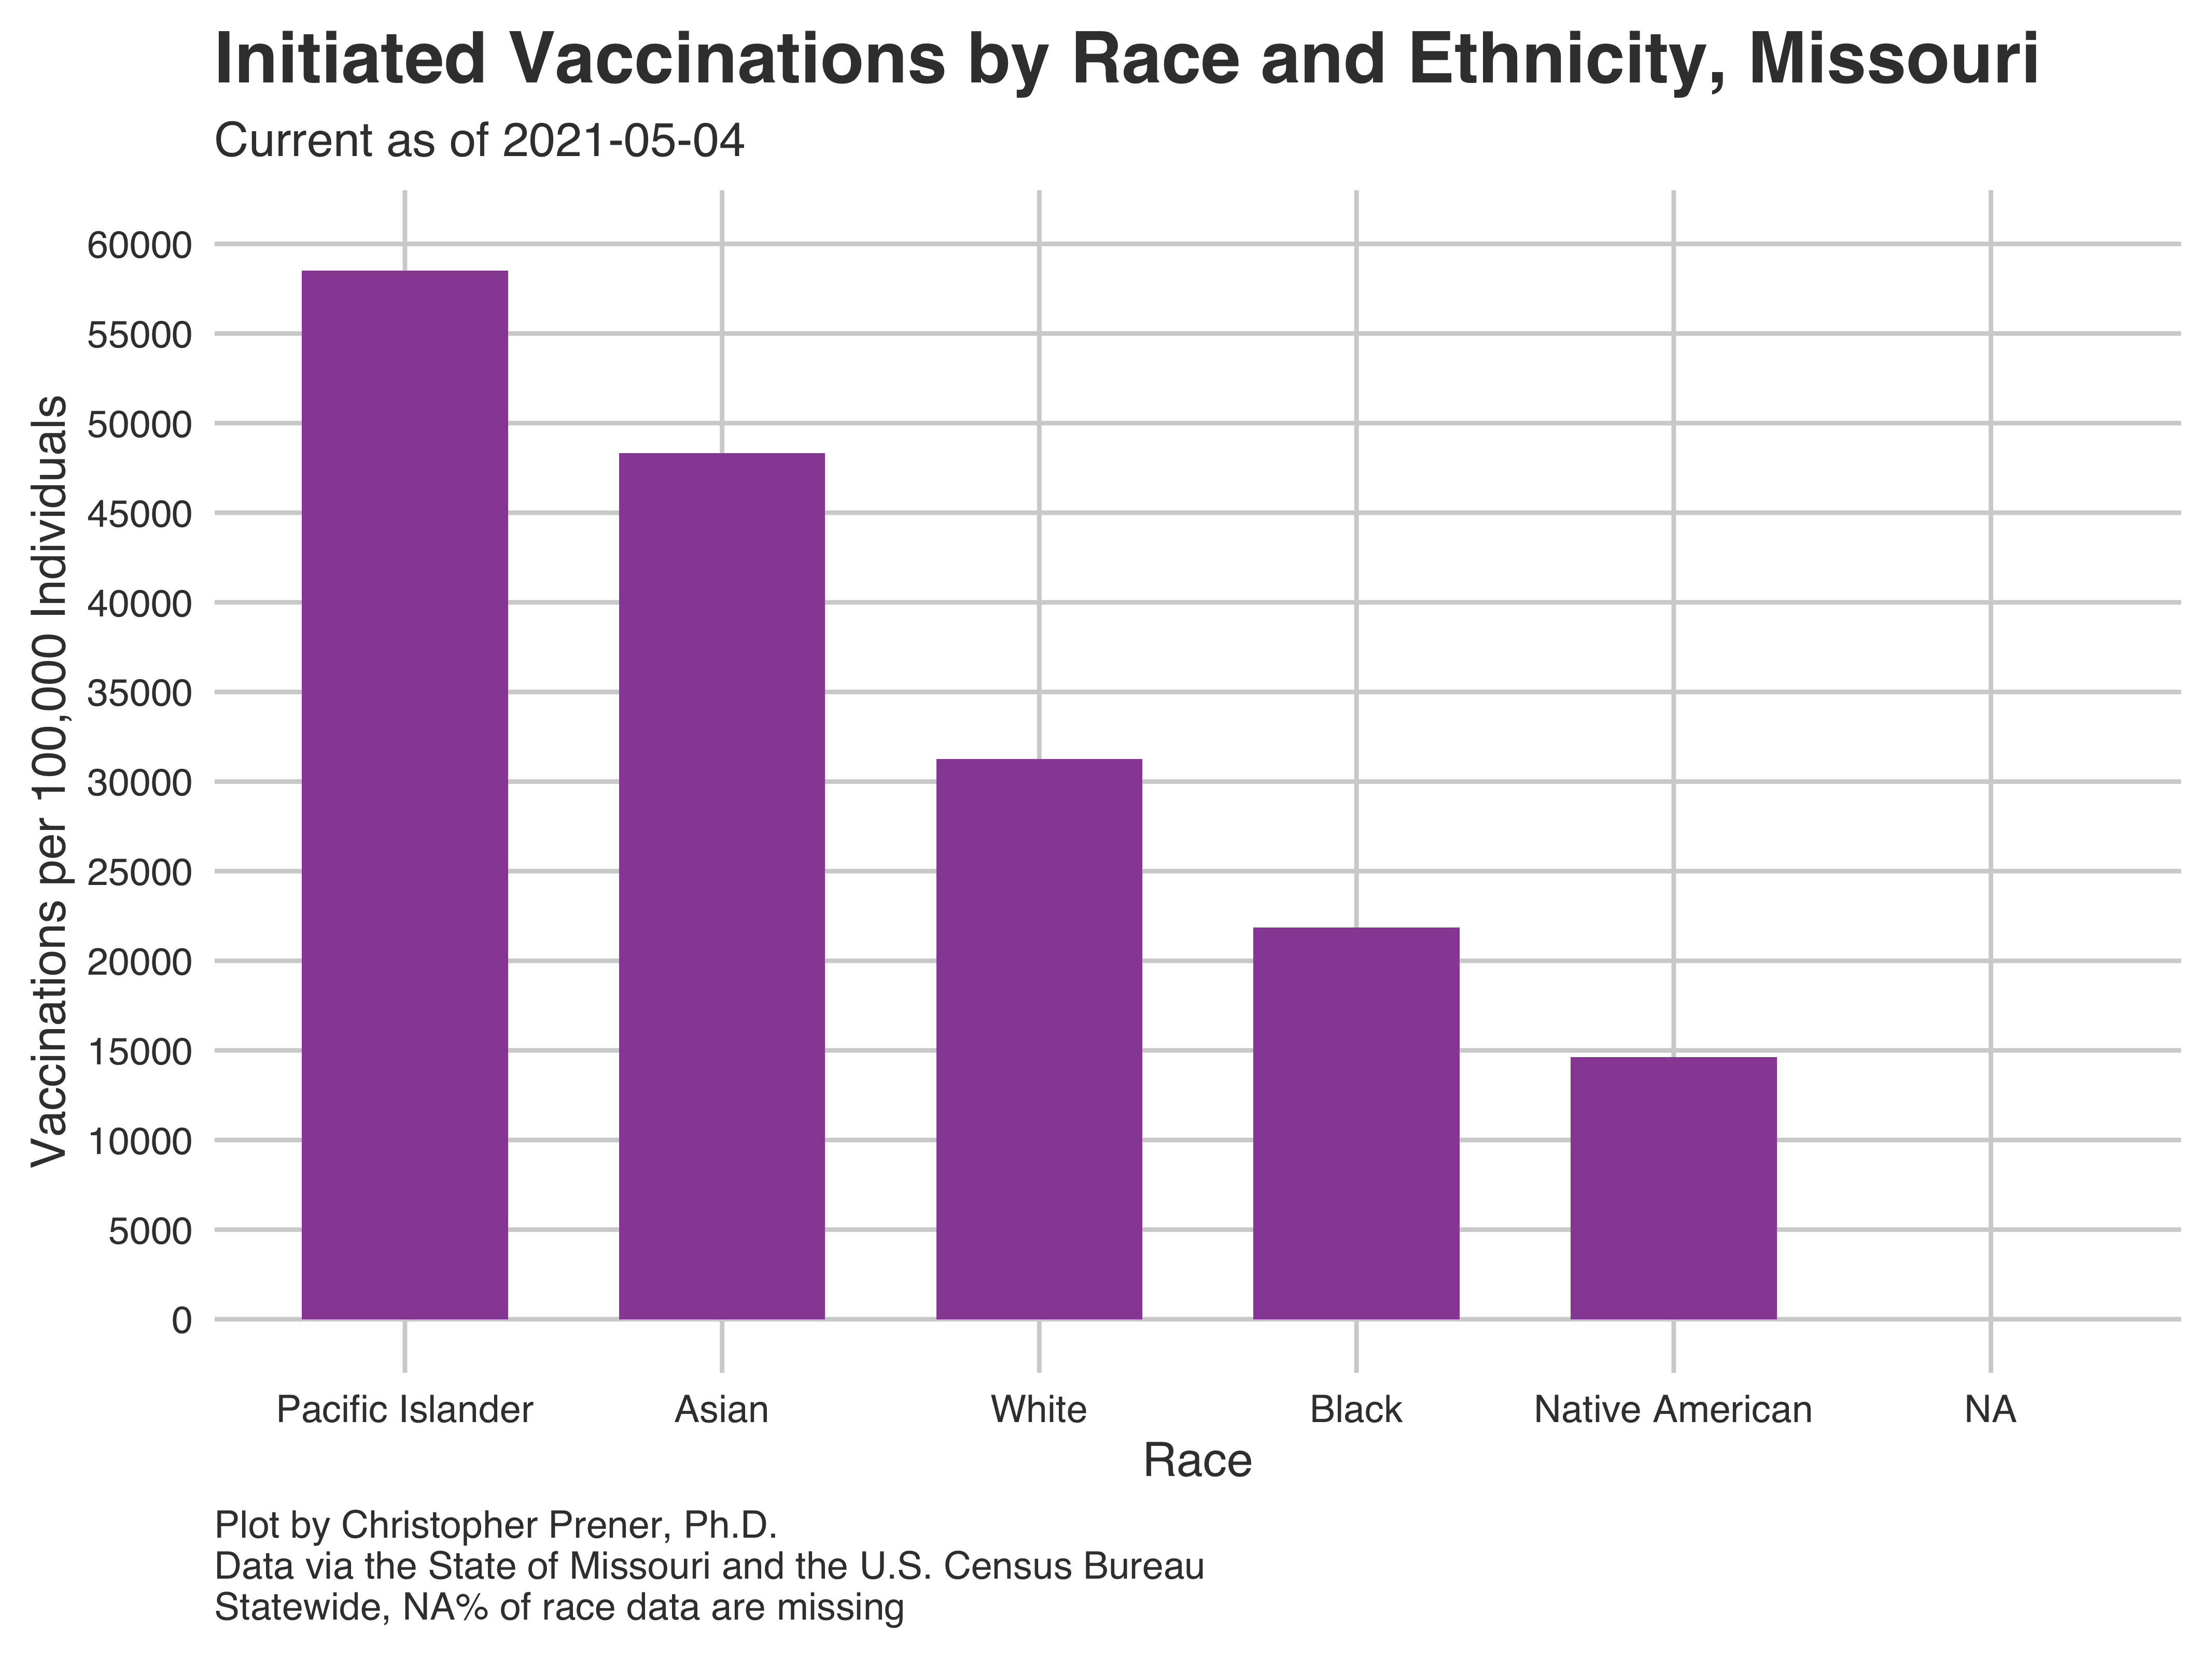 Initiated Vaccinations by Race and Ethnicity, Missouri
Current as of 2021-05-04
Vaccinations per 100,000 Individuals
60000
55000
50000
45000
40000
35000
30000
25000
20000
15000
10000
5000
0
Pacific Islander Asian White Black Native American NA
Race
Plot by Christopher Prener, Ph.D.
Data via the State of Missouri and the U.S. Census Bureau
Statewide, NA% of race data are missing